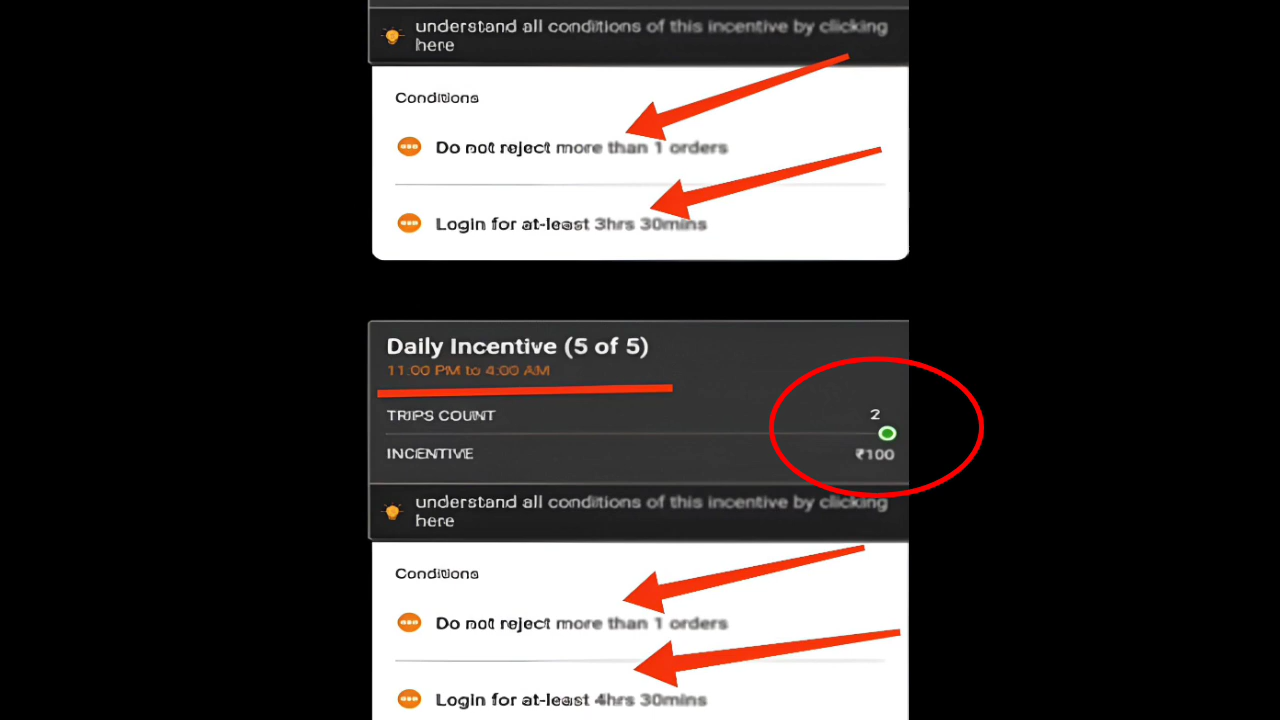 understand all conditions of this incentive by clicking
here
Conditions
Do not reject more than 1 orders
Login for at-least 3hrs 30mins
Daily Incentive (5 of 5)
11:00 PM to 4:00 AM
TRIPS COUNT 2
INCENTIVE ₹100
understand all conditions of this incentive by clicking
here
Conditions
Do not reject more than 1 orders
Login for at-least 4hrs 30mins